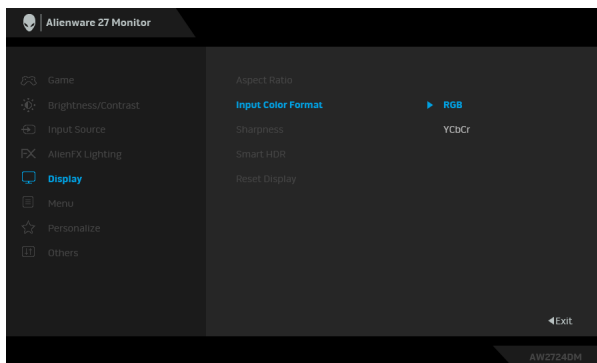 Alienware 27 Monitor
Game
Brightness/Contrast
Input Source
AlienFX Lighting
Display
Menu
Personalize
Others
Aspect Ratio
Input Color Format
Sharpness
Smart HDR
Reset Display
RGB
YCbCr
Exit
AW2724DM